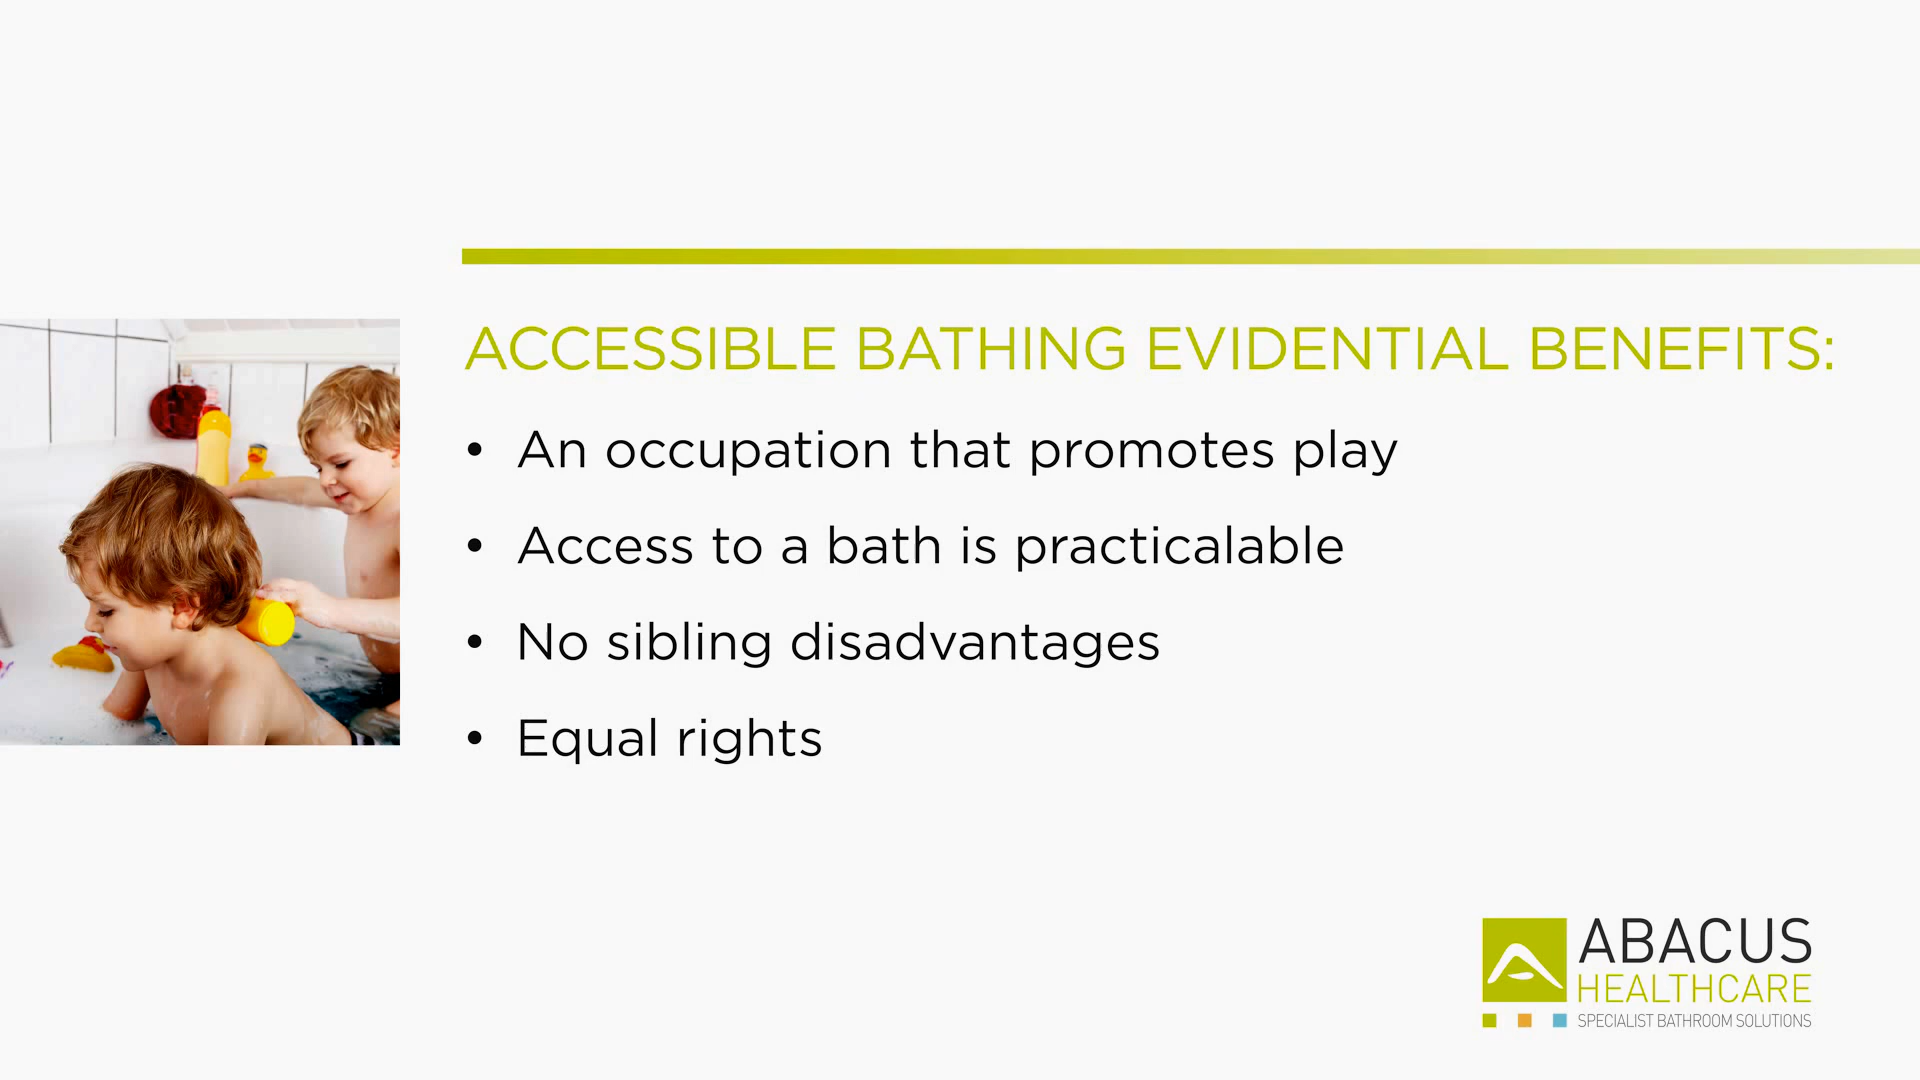 ACCESSIBLE BATHING EVIDENTIAL BENEFITS:
• An occupation that promotes play
• Access to a bath is practicalable
• No sibling disadvantages
• Equal rights
ABACUS
HEALTHCARE
SPECIALIST BATHROOM SOLUTIONS